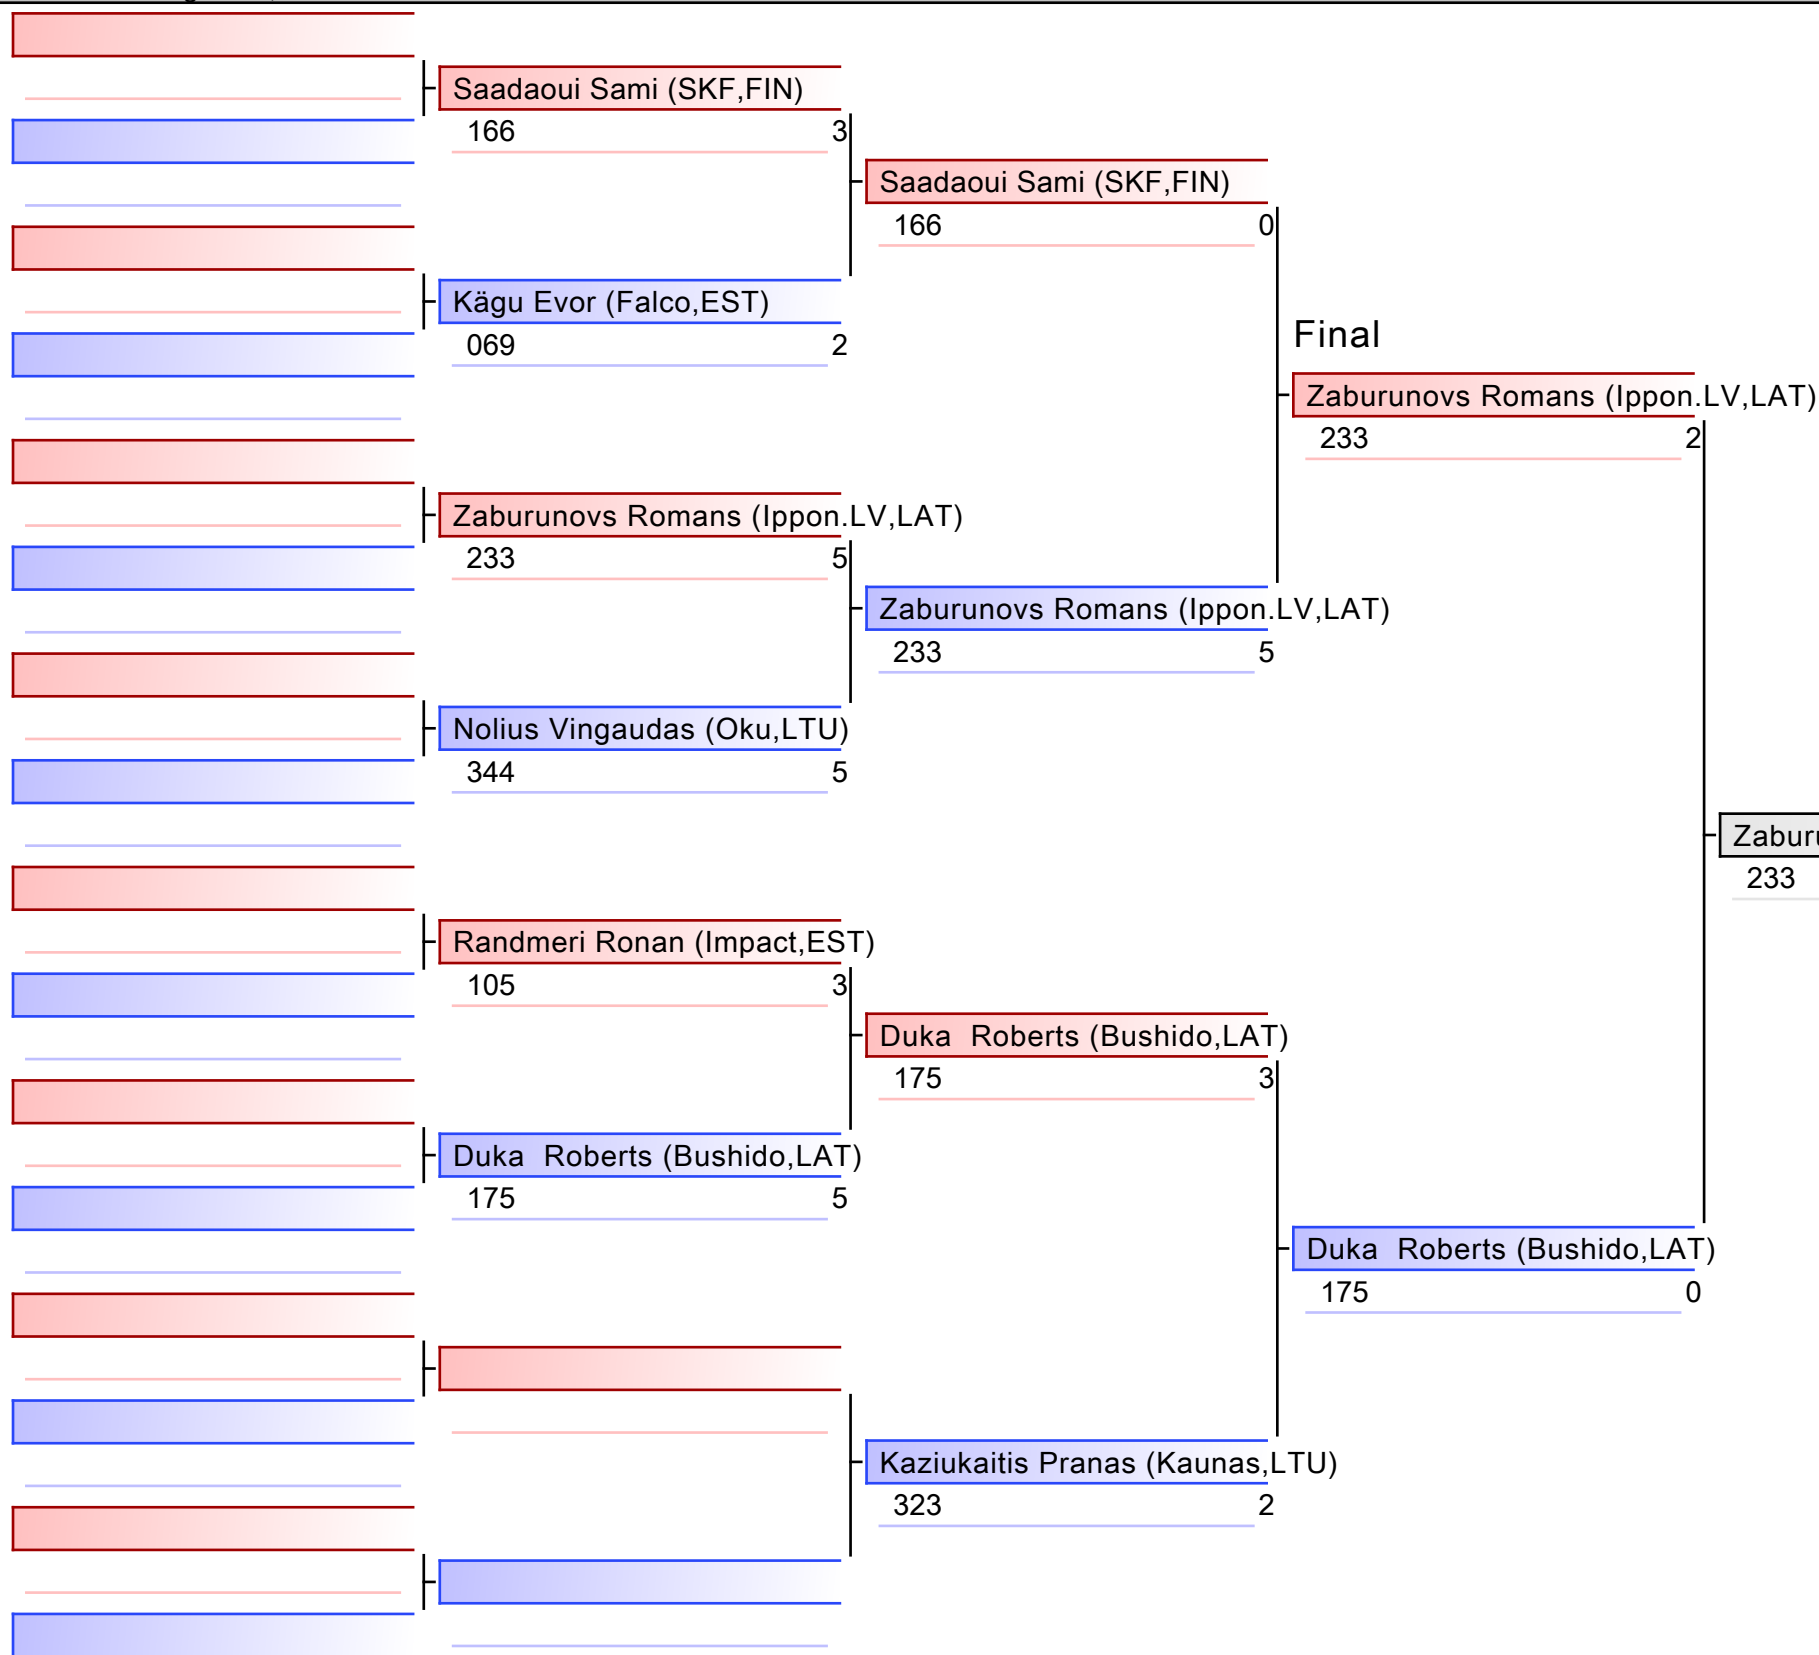 Saadaoui Sami (SKF,FIN)
166 3
Kägu Evor (Falco,EST)
069 2
Zaburunovs Romans (Ippon.LV,LAT)
233 5
Nolius Vingaudas (Oku,LTU)
344 5
Randmeri Ronan (Impact,EST)
105 3
Duka  Roberts (Bushido,LAT)
175 5
Saadaoui Sami (SKF,FIN)
166 0
Zaburunovs Romans (Ippon.LV,LAT)
233 5
Duka  Roberts (Bushido,LAT)
175 3
Kaziukaitis Pranas (Kaunas,LTU)
323 2
Final
Zaburunovs Romans (Ippon.LV,LAT)
233 2
Duka  Roberts (Bushido,LAT)
175 0
233